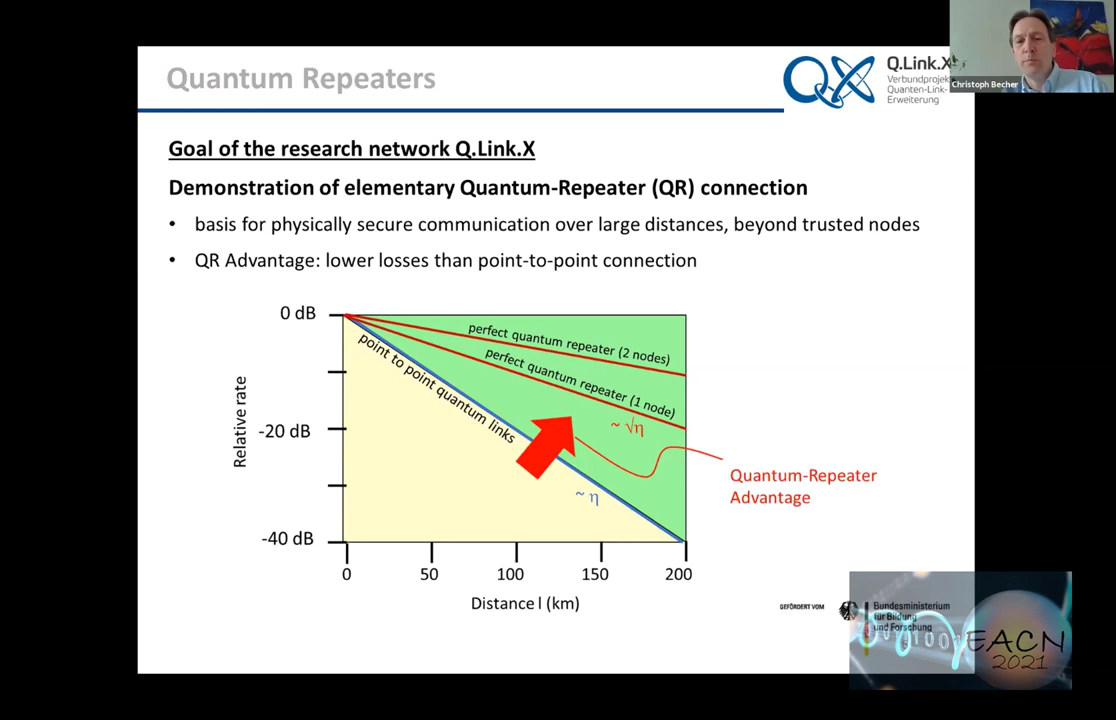 Quantum Repeaters
QX
Q.Link.X
Verbundprojekt
Quanten-Link-
Erweiterung
Christoph Becher
Goal of the research network Q.Link.X
Demonstration of elementary Quantum-Repeater (QR) connection
• basis for physically secure communication over large distances, beyond trusted nodes
• QR Advantage: lower losses than point-to-point connection
0 dB
-20 dB
-40 dB
Relative rate
perfect quantum repeater (2 nodes)
perfect quantum repeater (1 node)
point to point quantum links
~ √η
~ η
Quantum-Repeater
Advantage
0 50 100 150 200
Distance l (km)
GEFÖRDERT VOM
Bundesministerium
für Bildung
und Forschung
EACN
2021